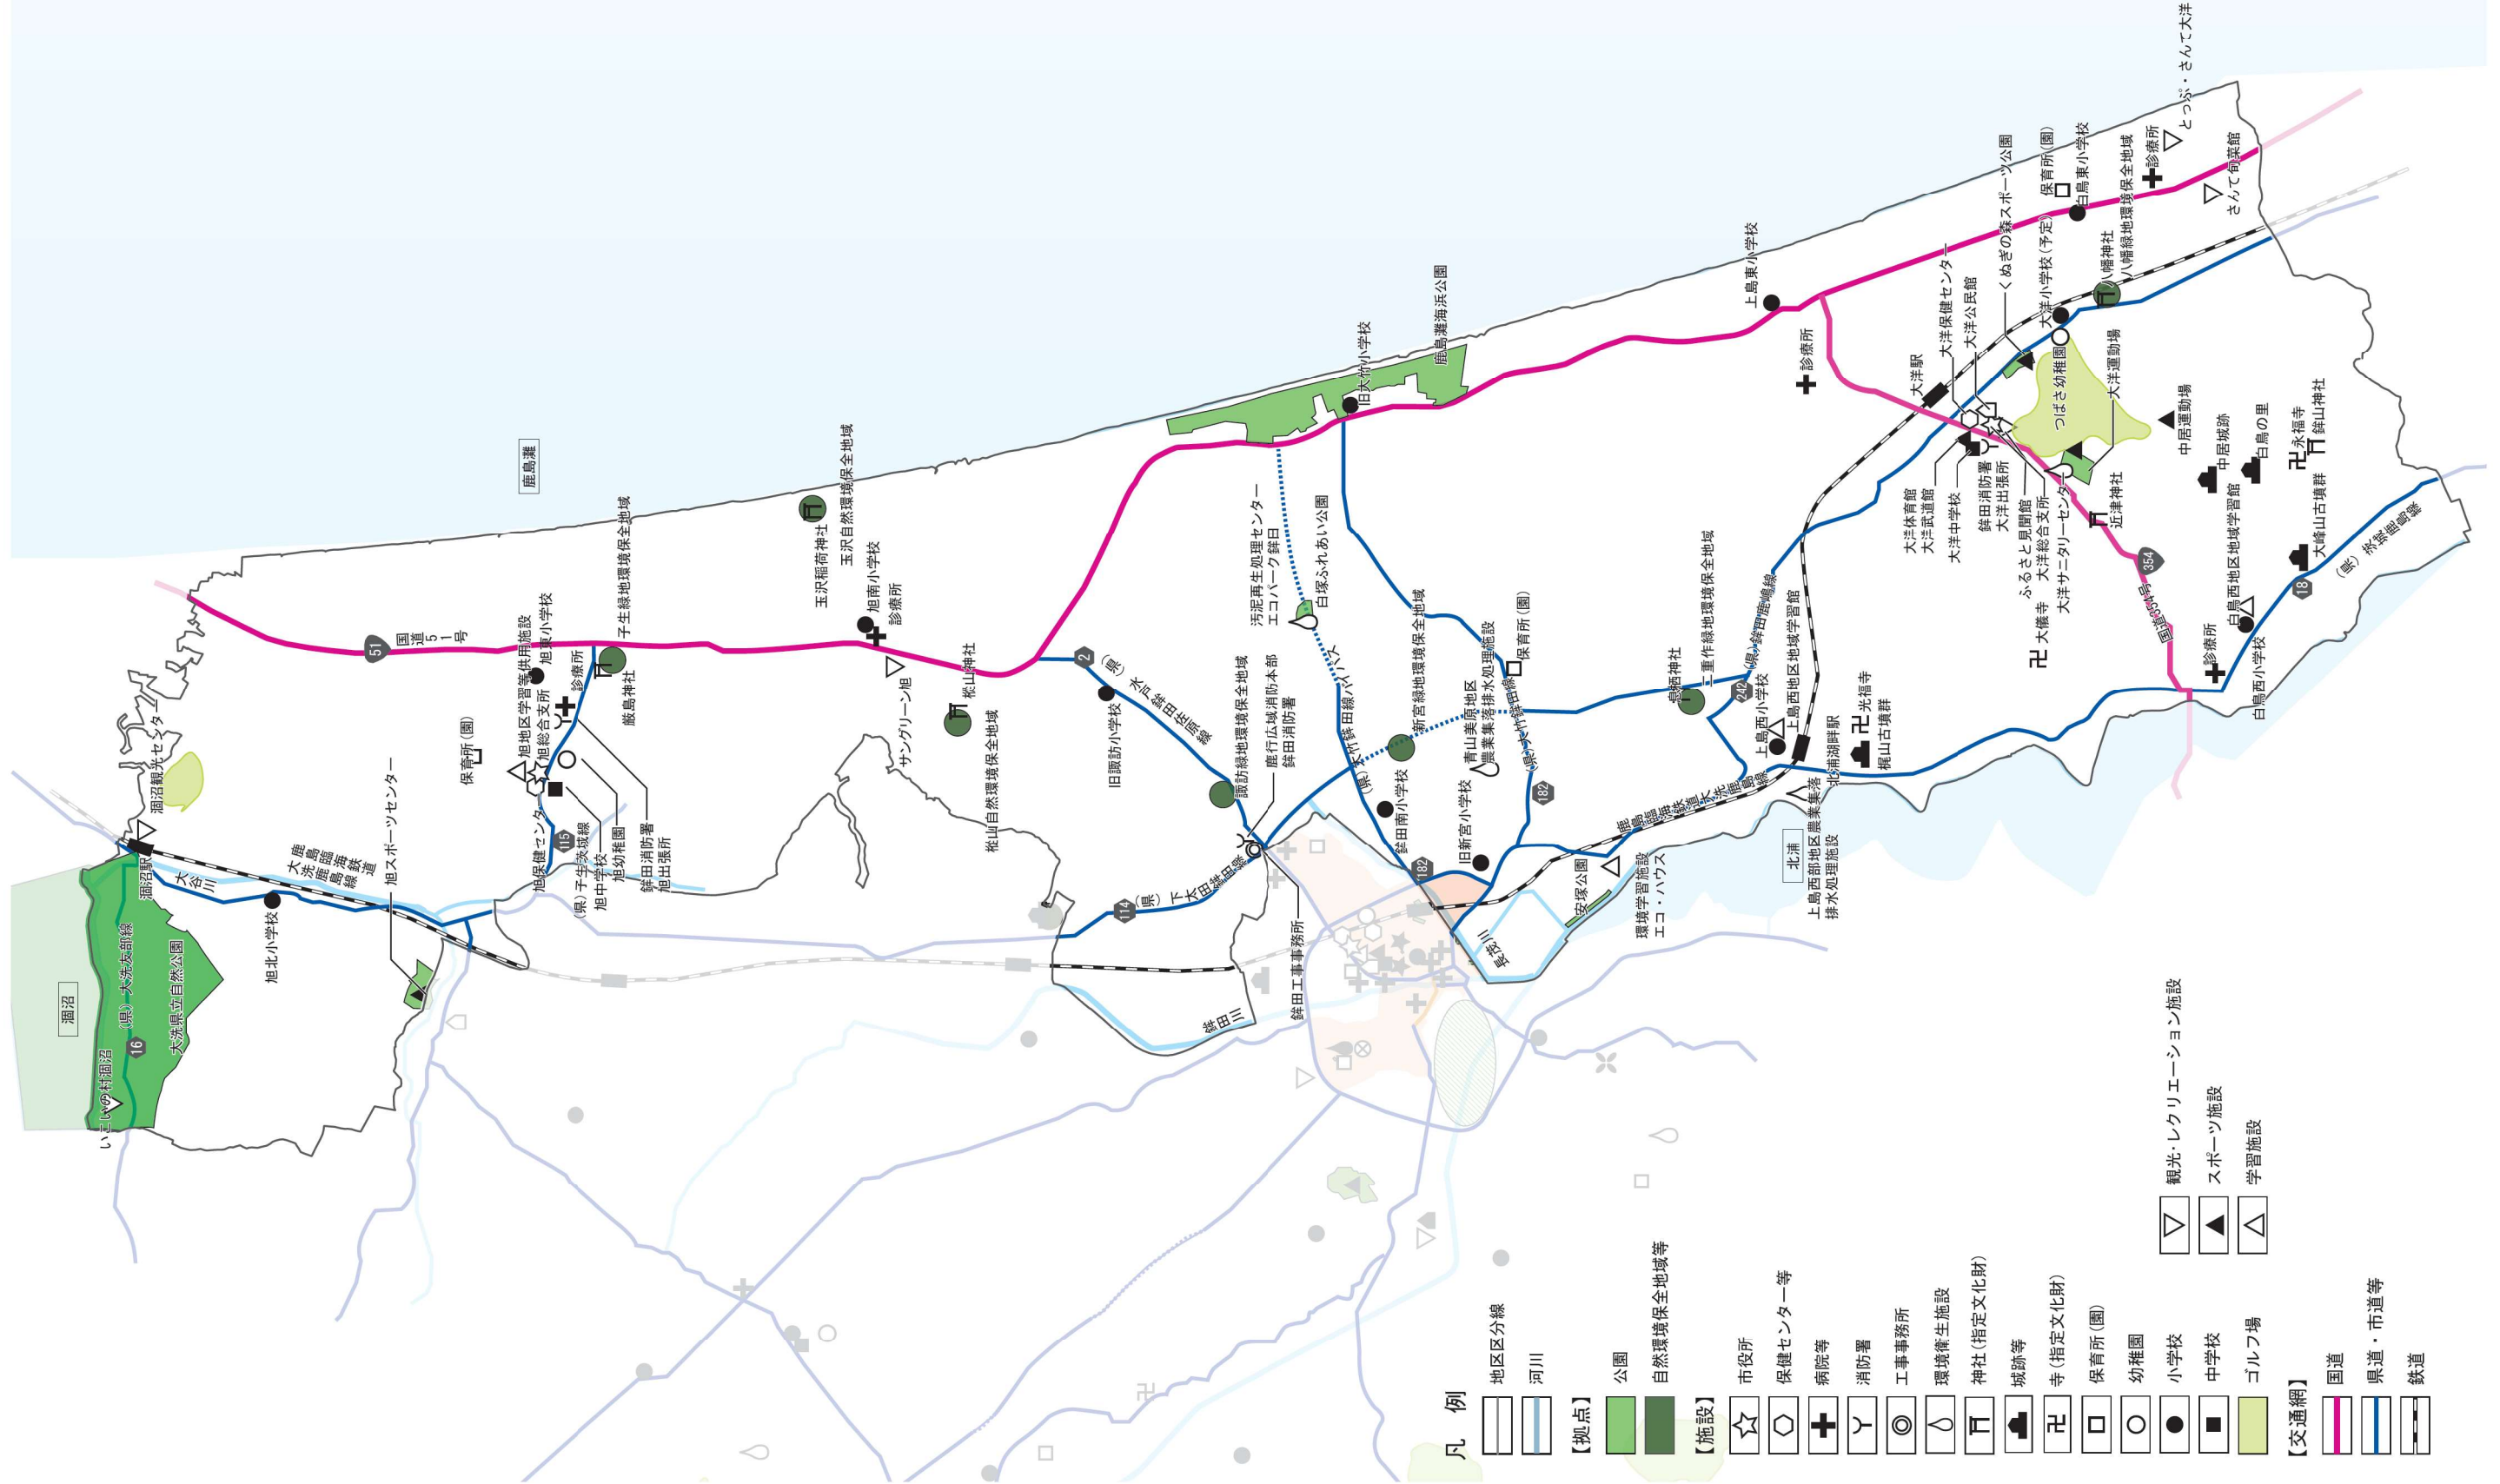 涸沼
鹿島灘
北浦
いこいの村涸沼
16
(県)大洗友部線
大洗県立自然公園
涸沼駅
涸沼観光センター
大谷川
旭北小学校
大鹿
洗島
鹿臨
島海
線鉄
道
旭スポーツセンター
51
国道51号
保育所(園)
旭地区学習等供用施設
旭総合支所
旭東小学校
診療所
厳島神社
子生緑地環境保全地域
旭保健センター
115
(県)子生茨城線
旭中学校
旭幼稚園
鉾田消防署
旭出張所
玉沢稲荷神社
玉沢自然環境保全地域
旭南小学校
診療所
サングリーン旭
樅山神社
樅山自然環境保全地域
2
(県)水戸鉾田佐原線
旧諏訪小学校
114
(県)下太田鉾田線
諏訪緑地環境保全地域
鹿行広域消防本部
鉾田消防署
鉾田工事事務所
鉾田川
汚泥再生処理センター
エコパーク鉾田
白塚ふれあい公園
旧大竹小学校
鹿島灘海浜公園
(県)大竹鉾田線バイパス
新宮緑地環境保全地域
鉾田南小学校
182
旧新宮小学校
青山美原地区
農業集落排水処理施設
保育所(園)
(県)大竹鉾田線
182
長茂川
安塚公園
環境学習施設
エコ・ハウス
鹿島臨海鉄道大洗鹿島線
息栖神社
二重作緑地環境保全地域
242
(県)鉾田鹿嶋線
上島西小学校
上島西地区地域学習館
上島西部地区農業集落
排水処理施設
北浦湖畔駅
光福寺
梶山古墳群
上島東小学校
診療所
大洋駅
大洋保健センター
大洋公民館
くぬぎの森スポーツ公園
大洋小学校(予定)
つばさ幼稚園
大洋運動場
大洋体育館
大洋武道館
大洋中学校
鉾田消防署
大洋出張所
ふるさと見聞館
大洋総合支所
大洋サニタリーセンター
大儀寺
近津神社
保育所(園)
白鳥東小学校
八幡神社
八幡緑地環境保全地域
診療所
とっぷ・さんて大洋
さんて旬菜館
中居運動場
中居城跡
白鳥の里
永福寺
鉾山神社
大峰山古墳群
354
国道354号
白鳥西地区地域学習館
診療所
白鳥西小学校
18
(県)茨城鹿島線
凡 例
地区区分線
河川
【拠点】
公園
自然環境保全地域等
【施設】
市役所
保健センター等
病院等
消防署
工事事務所
環境衛生施設
神社(指定文化財)
城跡等
寺(指定文化財)
保育所(園)
幼稚園
小学校
中学校
ゴルフ場
観光・レクリエーション施設
スポーツ施設
学習施設
【交通網】
国道
県道・市道等
鉄道